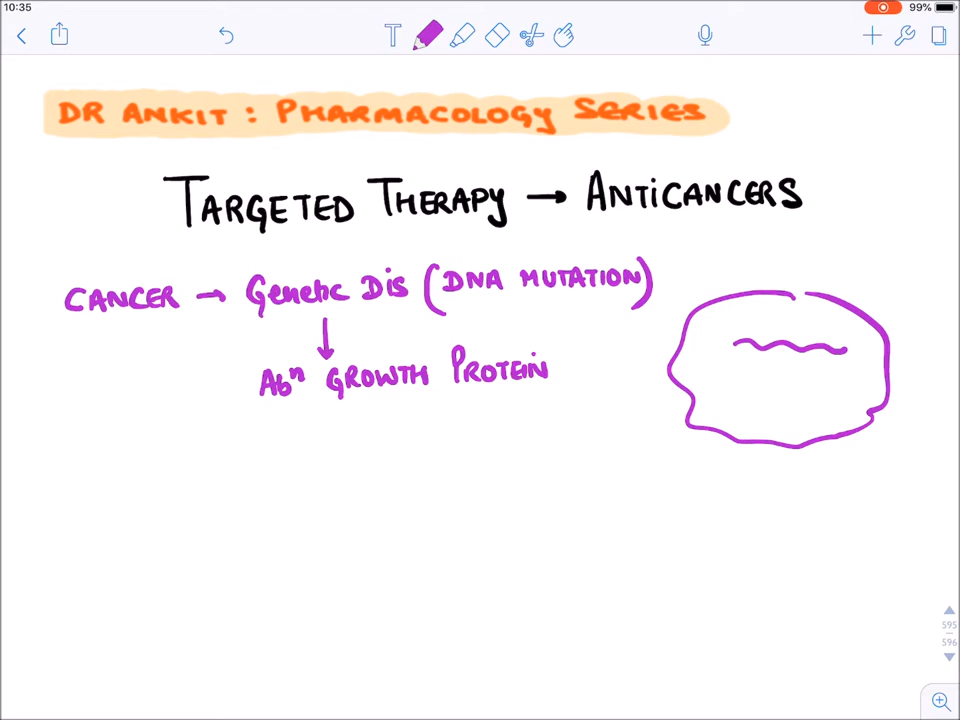 10:35
99%
T
DR ANKIT : PHARMACOLOGY SERIES
TARGETED THERAPY → ANTICANCERS
CANCER → Genetic Dis (DNA MUTATION)
↓
Abⁿ GROWTH PROTEIN
595
596